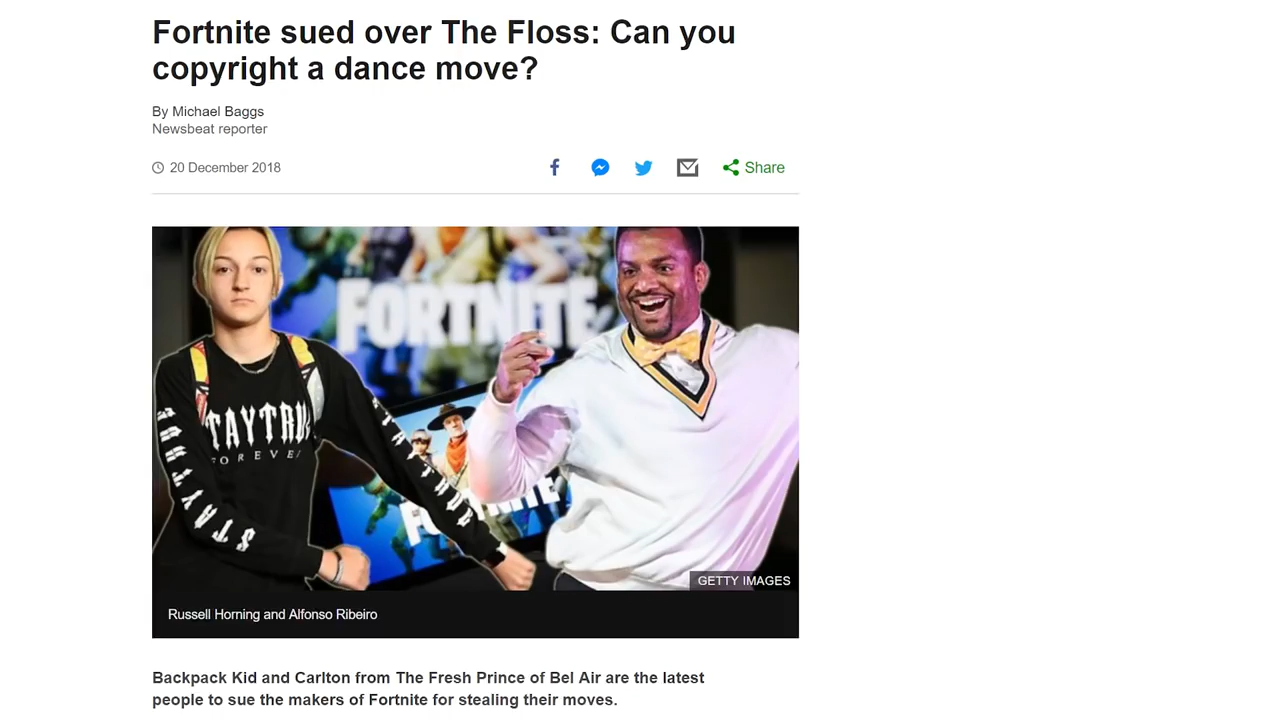 Fortnite sued over The Floss: Can you
copyright a dance move?
By Michael Baggs
Newsbeat reporter
20 December 2018
Share
FORTNITE
TAYTRU
FOREVE
STAYTRUE
GETTY IMAGES
Russell Horning and Alfonso Ribeiro
Backpack Kid and Carlton from The Fresh Prince of Bel Air are the latest
people to sue the makers of Fortnite for stealing their moves.